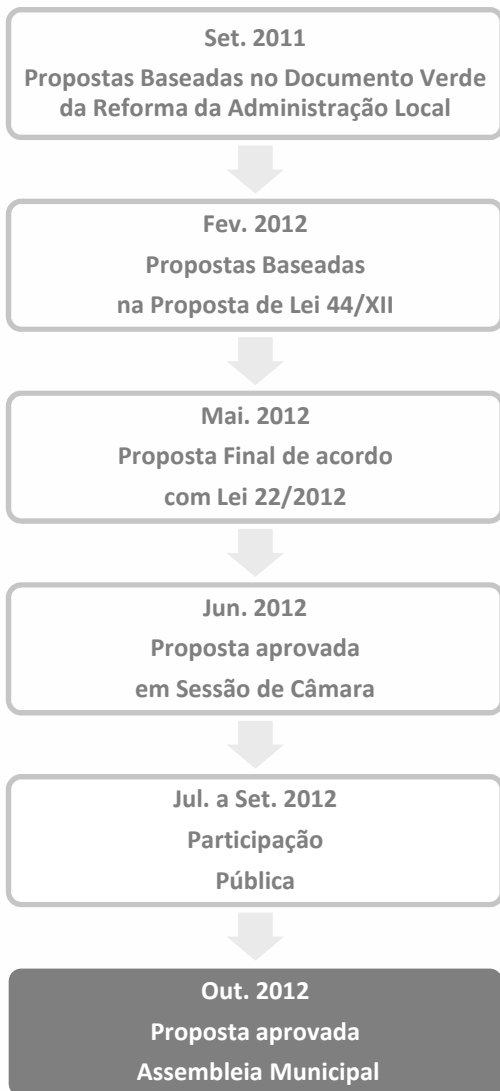 Set. 2011
Propostas Baseadas no Documento Verde
da Reforma da Administração Local
Fev. 2012
Propostas Baseadas
na Proposta de Lei 44/XII
Mai. 2012
Proposta Final de acordo
com Lei 22/2012
Jun. 2012
Proposta aprovada
em Sessão de Câmara
Jul. a Set. 2012
Participação
Pública
Out. 2012
Proposta aprovada
Assembleia Municipal